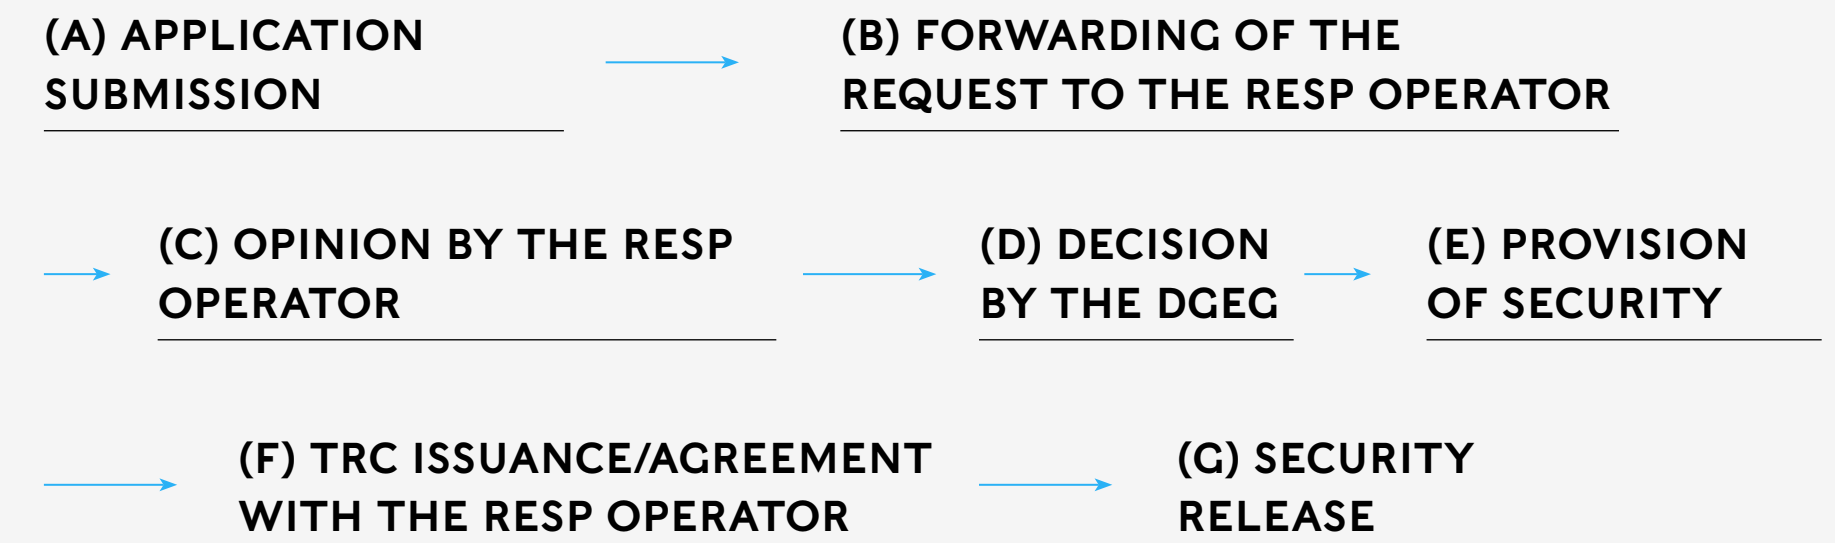 (A) APPLICATION
SUBMISSION
(B) FORWARDING OF THE
REQUEST TO THE RESP OPERATOR
(C) OPINION BY THE RESP
OPERATOR
(D) DECISION
BY THE DGEG
(E) PROVISION
OF SECURITY
(F) TRC ISSUANCE/AGREEMENT
WITH THE RESP OPERATOR
(G) SECURITY
RELEASE